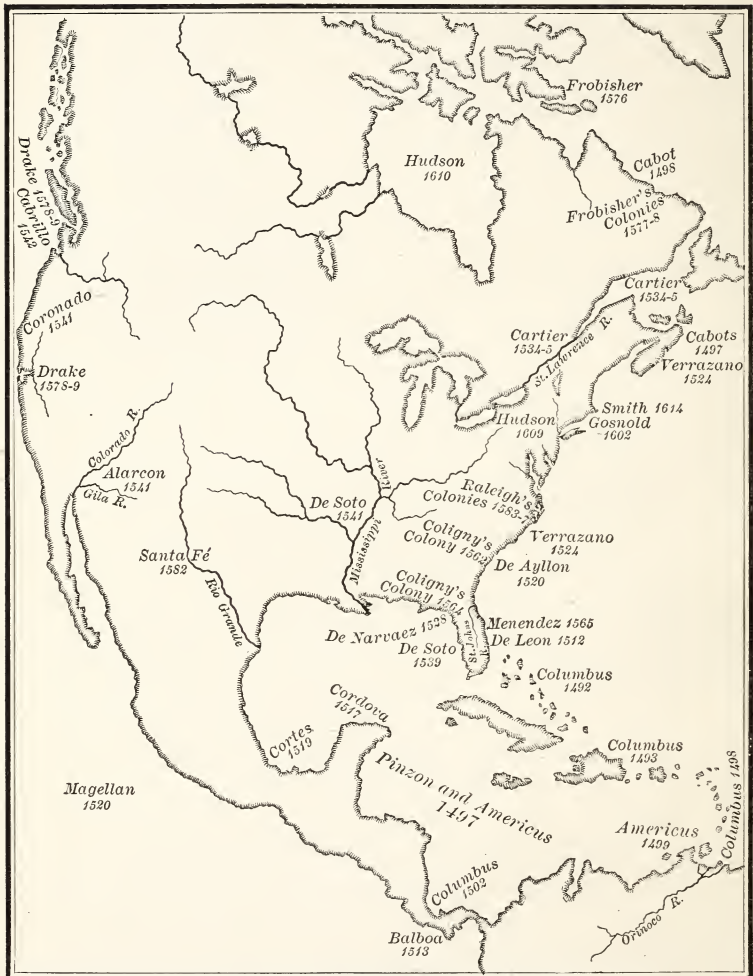 Frobisher
1576
Hudson
1610
Cabot
1498
Frobisher's
Colonies
1577-8
Drake 1578-9
Cabrillo
1542
Cartier
1534-5
Coronado
1541
Cartier
1534-5
St. Lawrence R.
Cabots
1497
Verrazano
1524
Drake
1578-9
Smith 1614
Gosnold
1602
Hudson
1609
Colorado R.
Alarcon
1541
Gila R.
River
Mississippi
De Soto
1541
Raleigh's
Colonies 1583-7
Coligny's
Colony 1562
Verrazano
1524
De Ayllon
1520
Santa Fé
1582
Rio Grande
Coligny's
Colony 1564
De Narvaez 1528
De Soto
1539
St. Johns R.
Menendez 1565
De Leon 1512
Columbus
1492
Cordova
1517
Cortes
1519
Columbus
1493
Magellan
1520
Pinzon and Americus
1497
Americus
1499
Columbus 1498
Columbus
1502
Orinoco R.
Balboa
1513